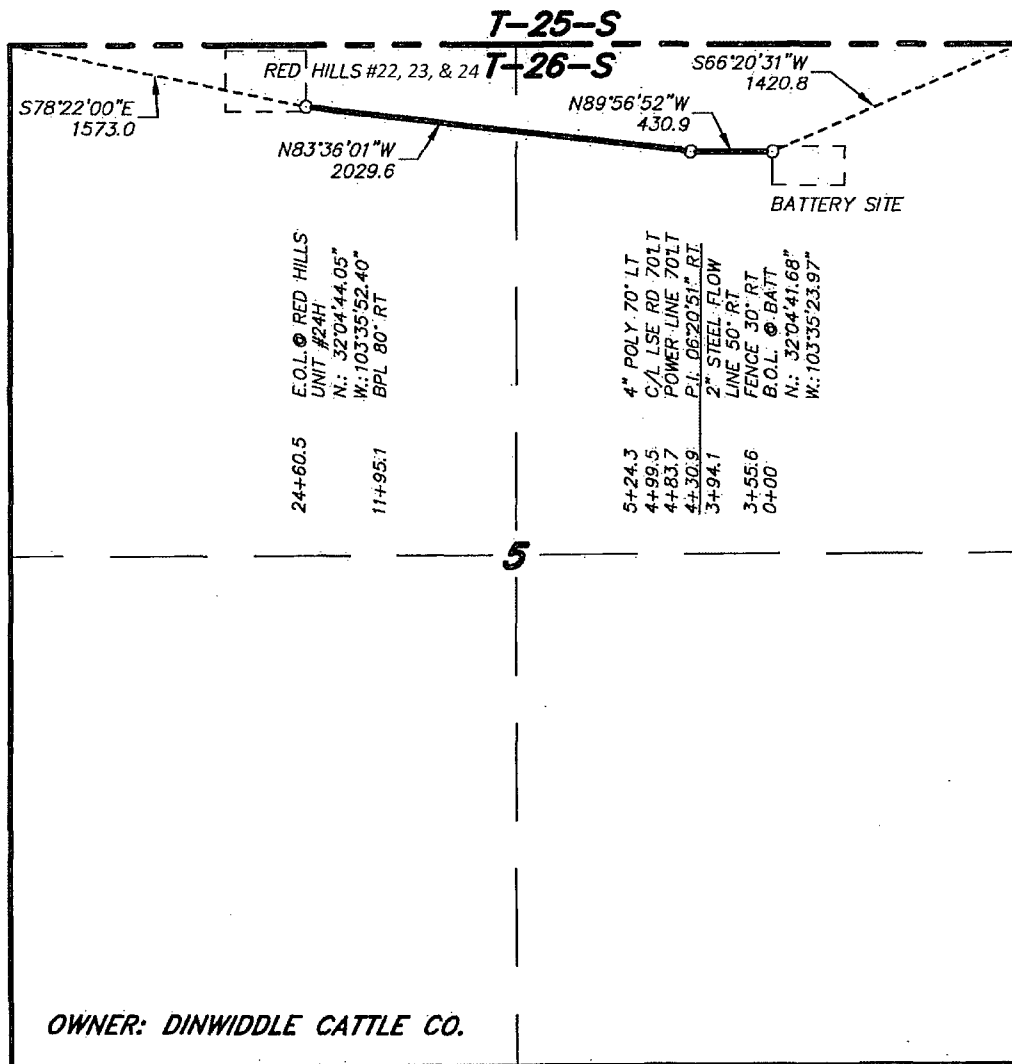 T-25-S
T-26-S
RED HILLS #22, 23, & 24
S66°20'31"W
1420.8
S78°22'00"E
1573.0
N89°56'52"W
430.9
N83°36'01"W
2029.6
BATTERY SITE
24+60.5 E.O.L. @ RED HILLS
UNIT #24H
N.: 32°04'44.05"
W.:103°35'52.40"
11+95.1 BPL 80° RT
5+24.3 4" POLY 70° LT
4+99.5 C/L LSE RD 70°LT
4+83.7 POWER LINE 70°LT
4+30.9 P.I. 06°20'51" RT
3+94.1 2" STEEL FLOW
LINE 50° RT
3+55.6 FENCE 30° RT
0+00 B.O.L. @ BATT
N.: 32°04'41.68"
W.:103°35'23.97"
5
OWNER: DINWIDDLE CATTLE CO.